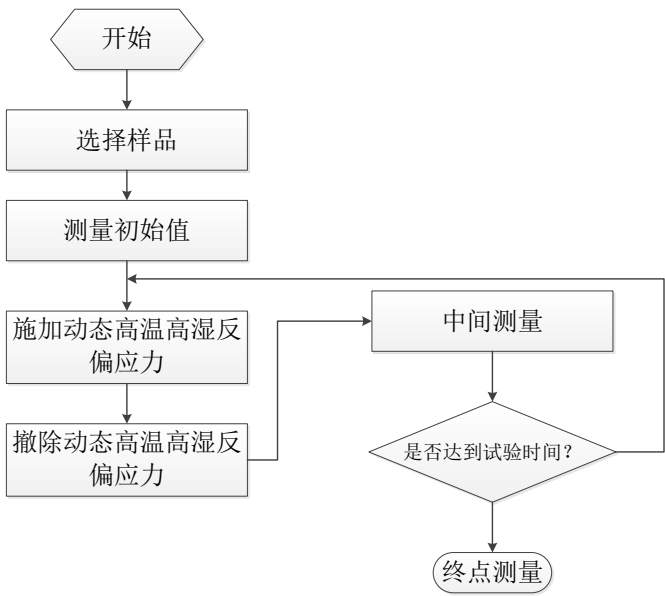 开始
选择样品
测量初始值
施加动态高温高湿反
偏应力
撤除动态高温高湿反
偏应力
中间测量
是否达到试验时间？
终点测量